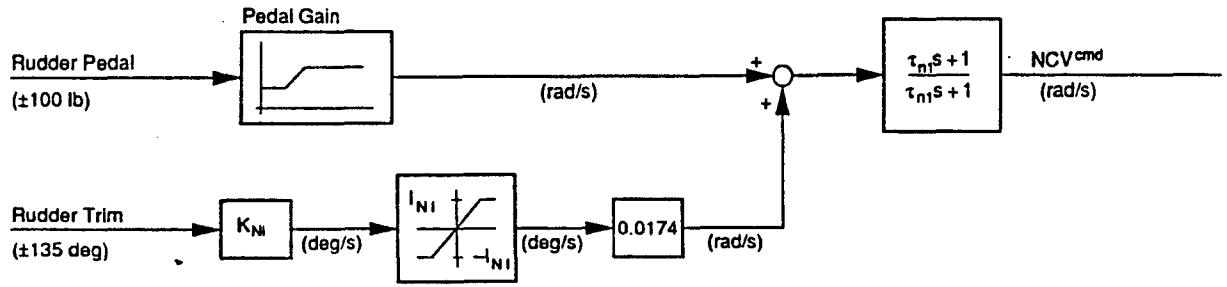 Pedal Gain
Rudder Pedal
(±100 lb)
(rad/s)
+
+
τn1s + 1
τn1s + 1
NCVcmd
(rad/s)
Rudder Trim
(±135 deg)
KNI
(deg/s)
INI
–INI
(deg/s)
0.0174
(rad/s)